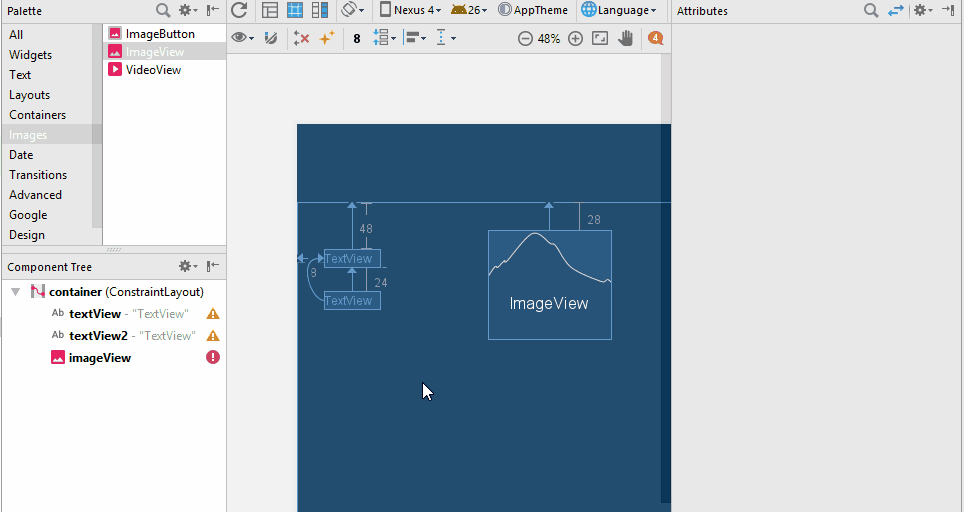 Palette
Nexus 4
26
AppTheme
Language
Attributes
All
Widgets
Text
Layouts
Containers
Images
Date
Transitions
Advanced
Google
Design
ImageButton
ImageView
VideoView
8
48%
4
48
28
TextView
8
24
TextView
ImageView
Component Tree
container (ConstraintLayout)
Ab textView - "TextView"
Ab textView2 - "TextView"
imageView